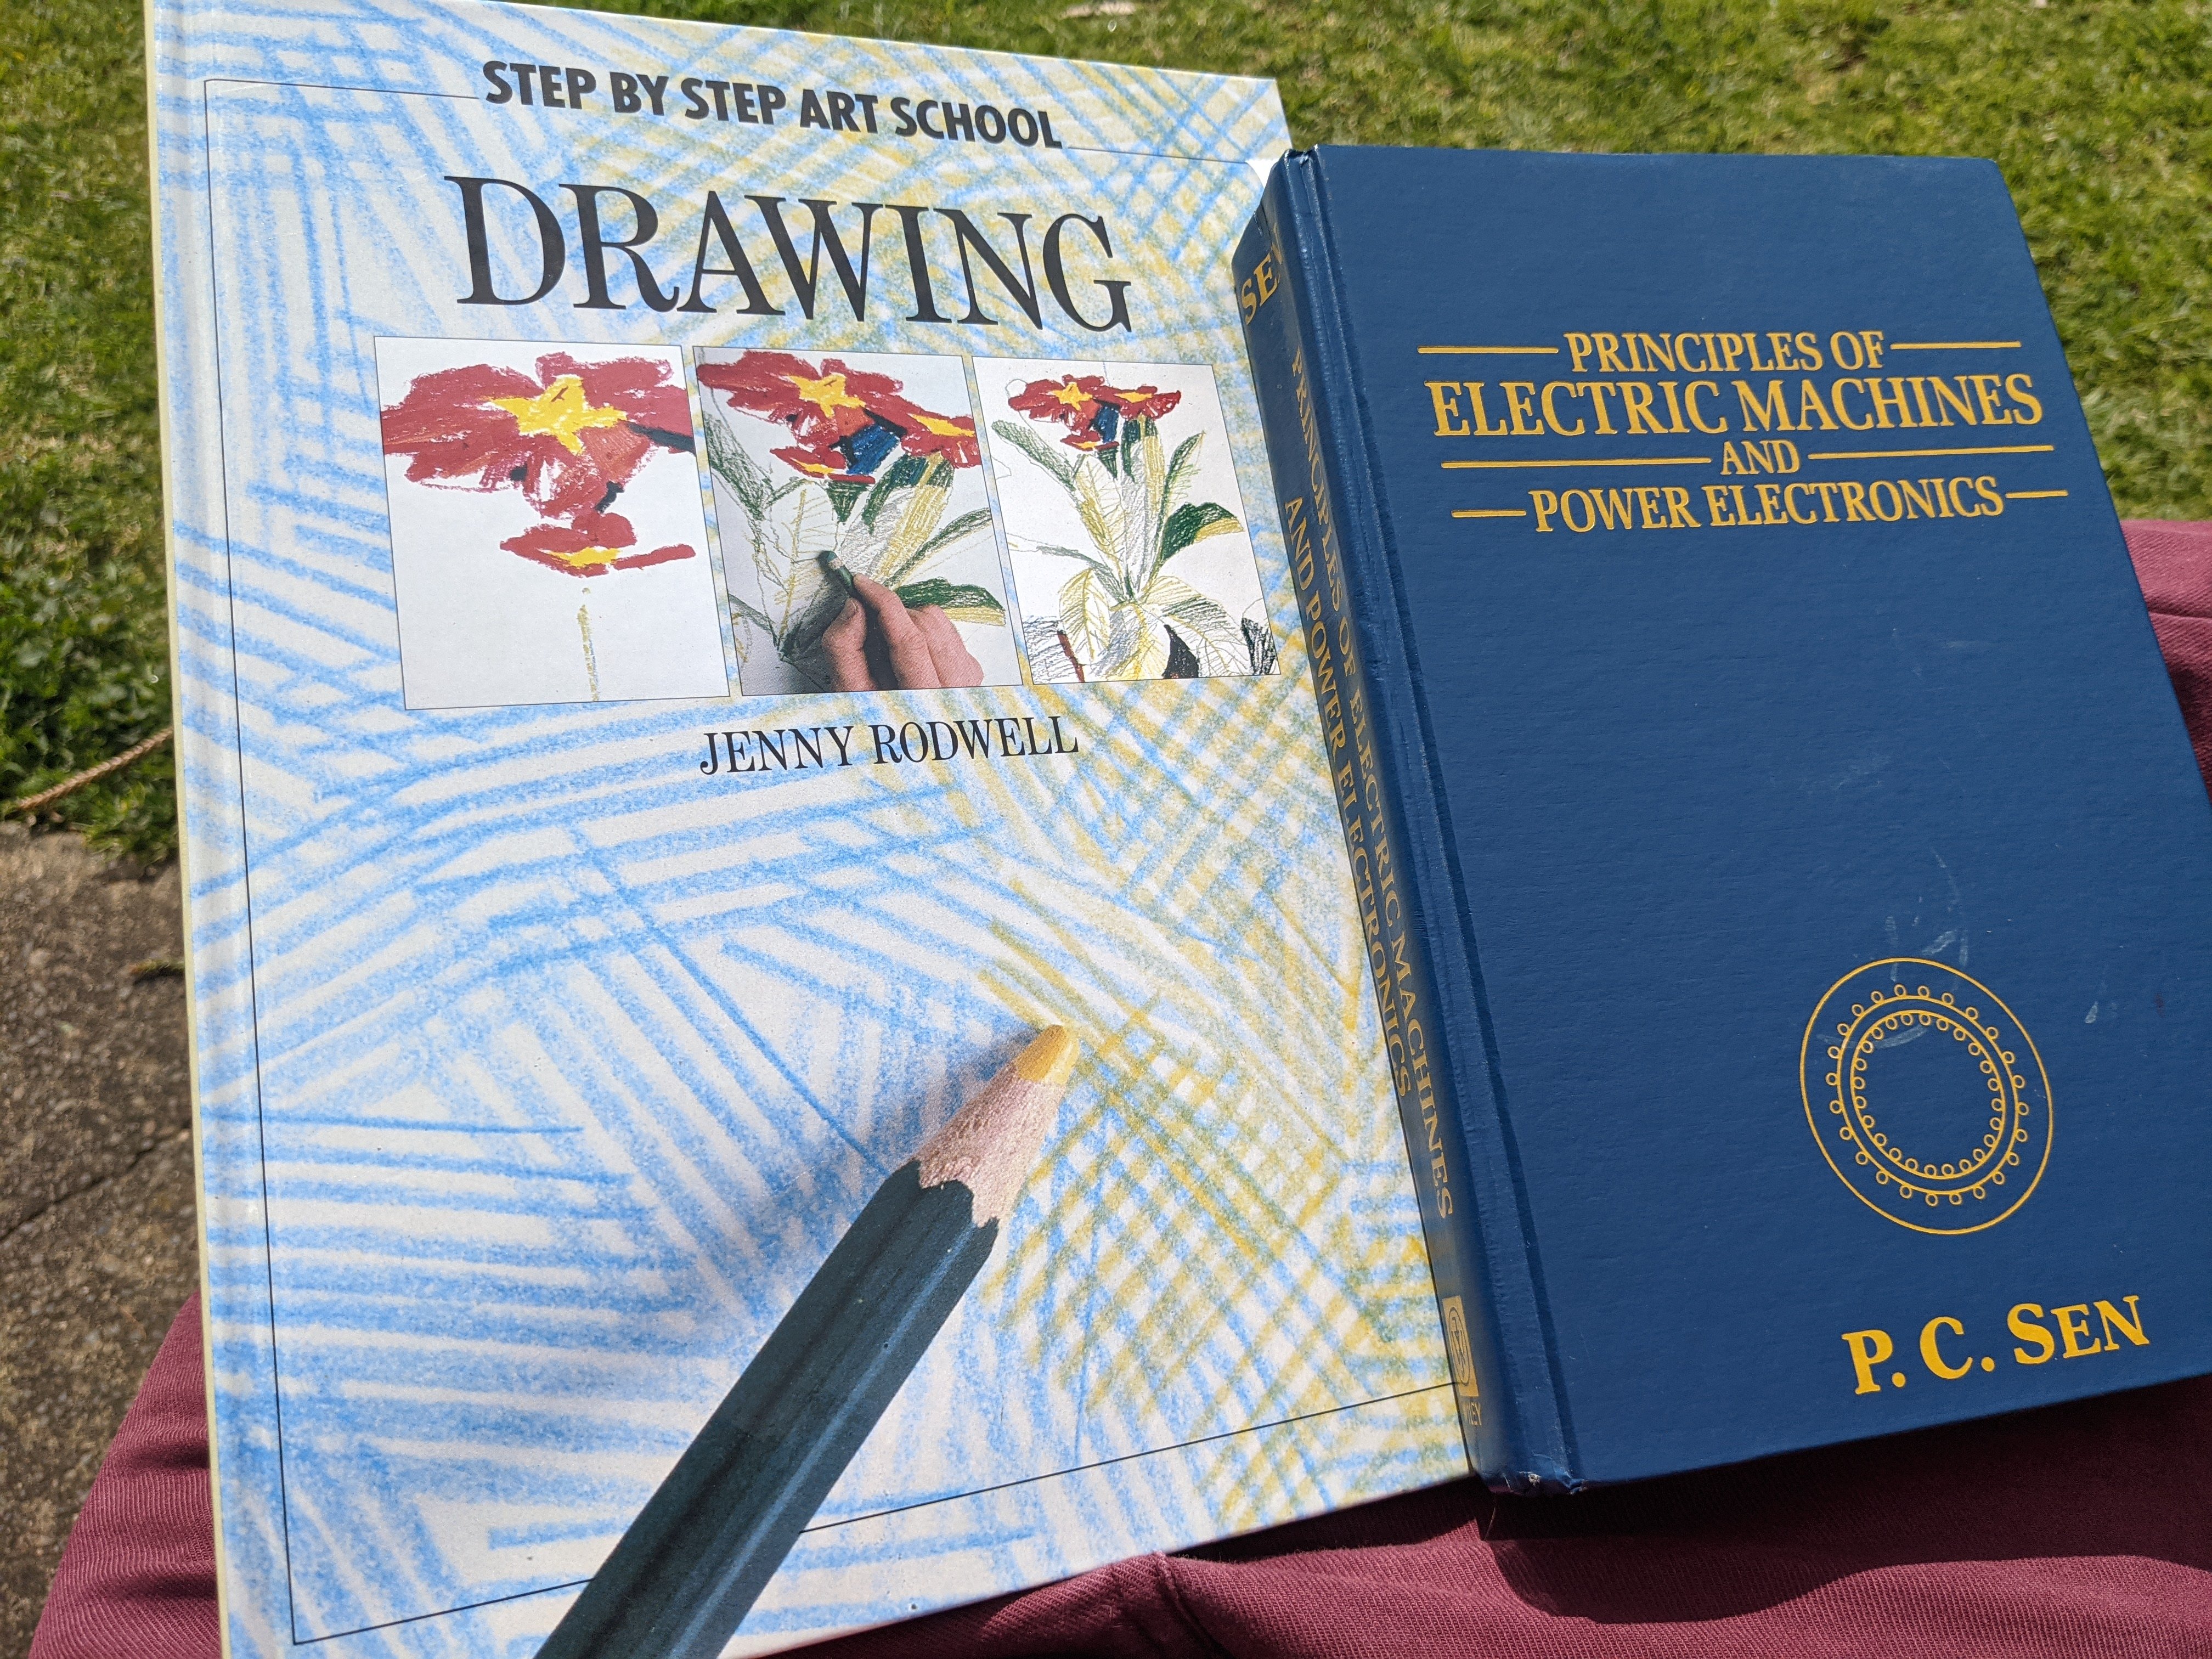 STEP BY STEP ART SCHOOL
DRAWING
JENNY RODWELL
PRINCIPLES OF ELECTRIC MACHINES
AND POWER ELECTRONICS
PRINCIPLES OF
ELECTRIC MACHINES
AND
POWER ELECTRONICS
P. C. SEN